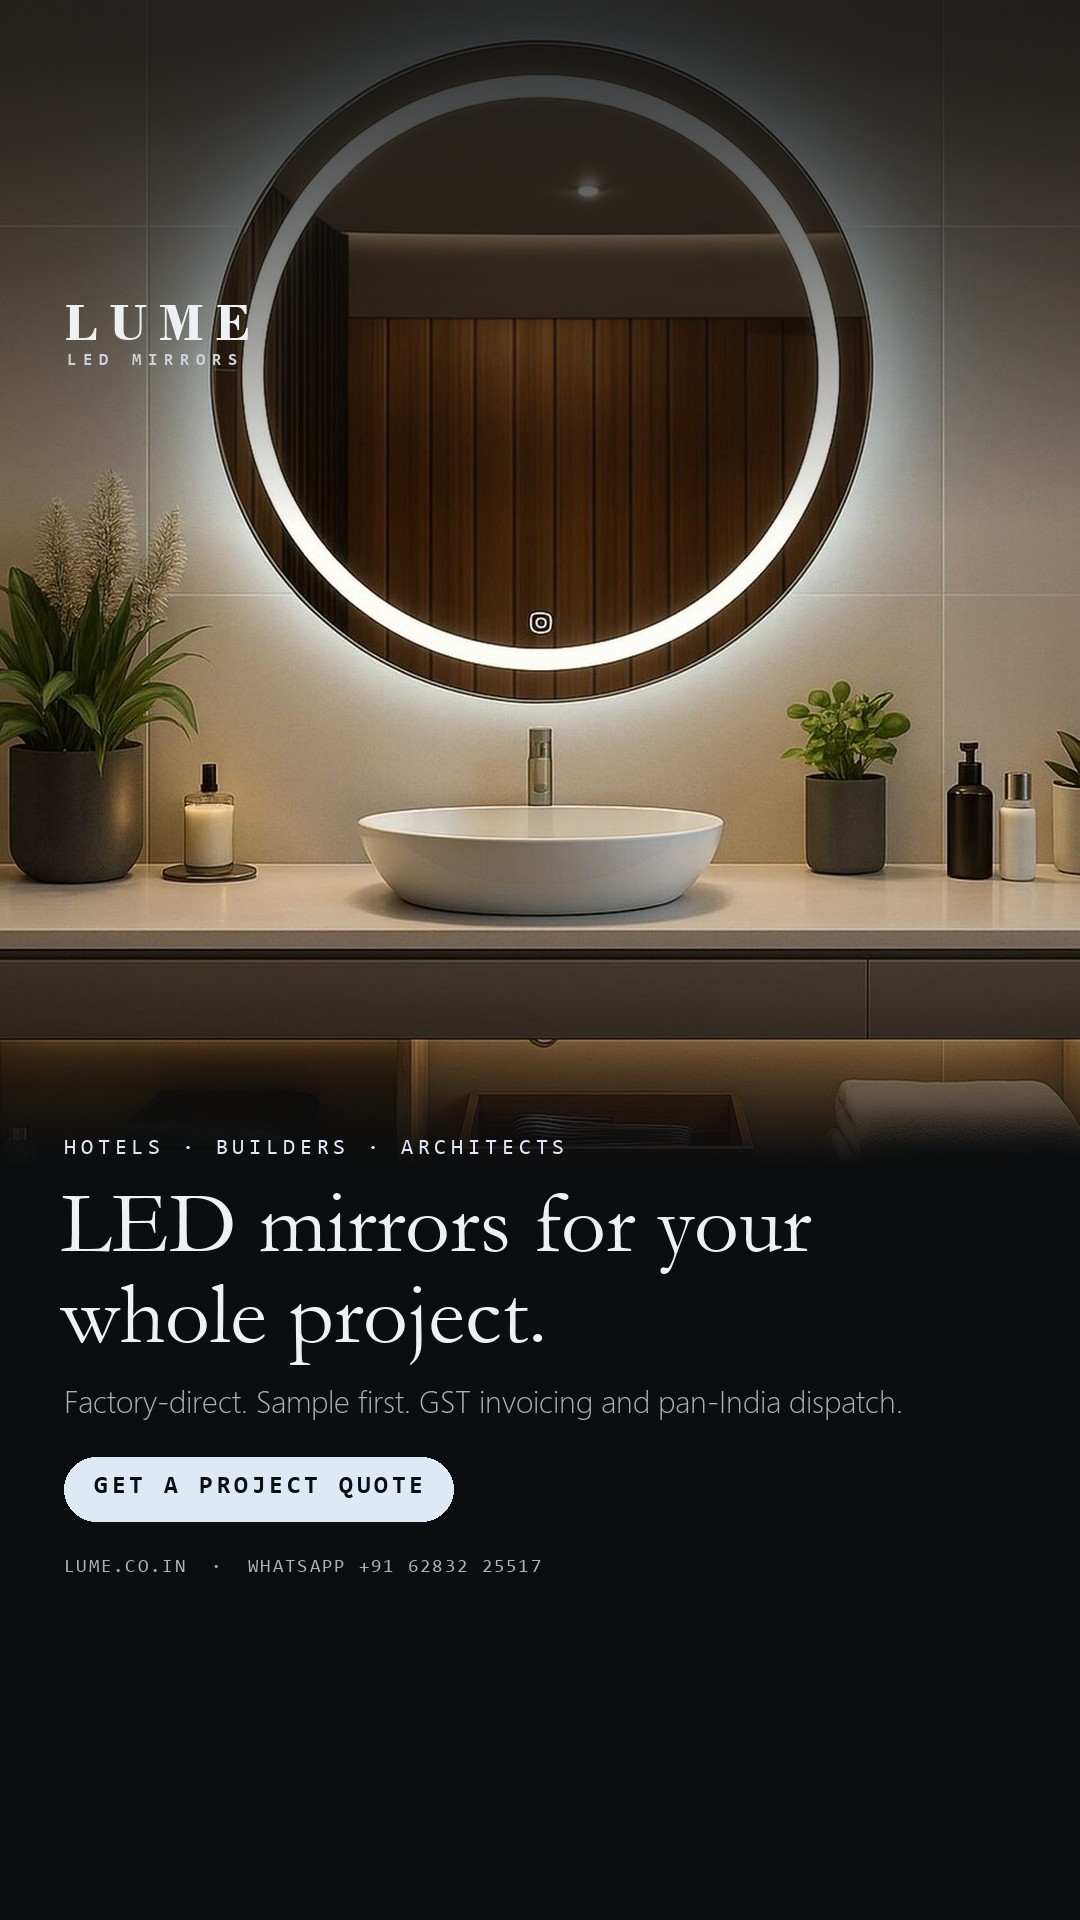 LUME
LED MIRRORS
HOTELS · BUILDERS · ARCHITECTS
LED mirrors for your
whole project.
Factory-direct. Sample first. GST invoicing and pan-India dispatch.
GET A PROJECT QUOTE
LUME.CO.IN · WHATSAPP +91 62832 25517